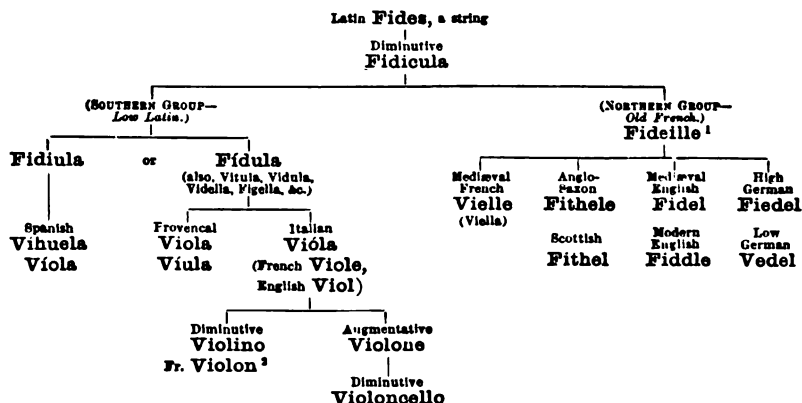 Latin Fides, a string
Diminutive
Fidicula
(SOUTHERN GROUP—
Low Latin.)
(NORTHERN GROUP—
Old French.)
Fideille 1
Fidiula or Fídula
(also, Vitula, Vidula,
Vidella, Figella, &c.)
Spanish
Vihuela
Víola
Provencal
Viola
Viula
Italian
Vióla
(French Viole,
English Viol)
Mediæval
French
Vielle
(Viella)
Anglo-
Saxon
Fithele
Scottish
Fithel
Mediæval
English
Fidel
Modern
English
Fiddle
High
German
Fiedel
Low
German
Vedel
Diminutive
Violino
Fr. Violon 2
Augmentative
Violone
Diminutive
Violoncello